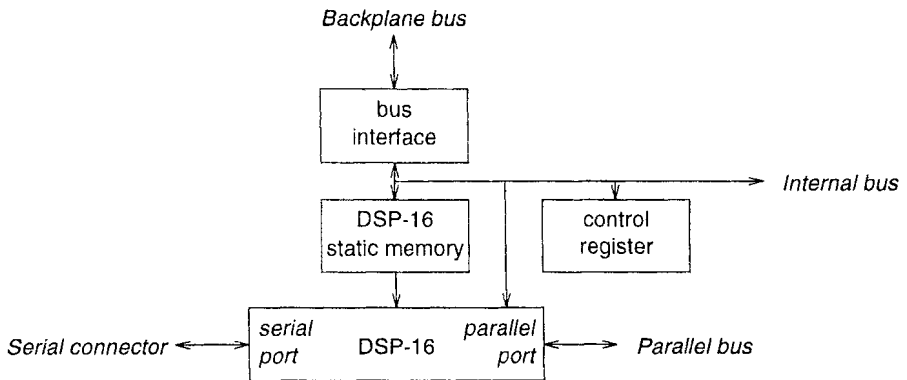 Backplane bus
bus
interface
Internal bus
DSP-16
static memory
control
register
serial
port
DSP-16
parallel
port
Serial connector
Parallel bus